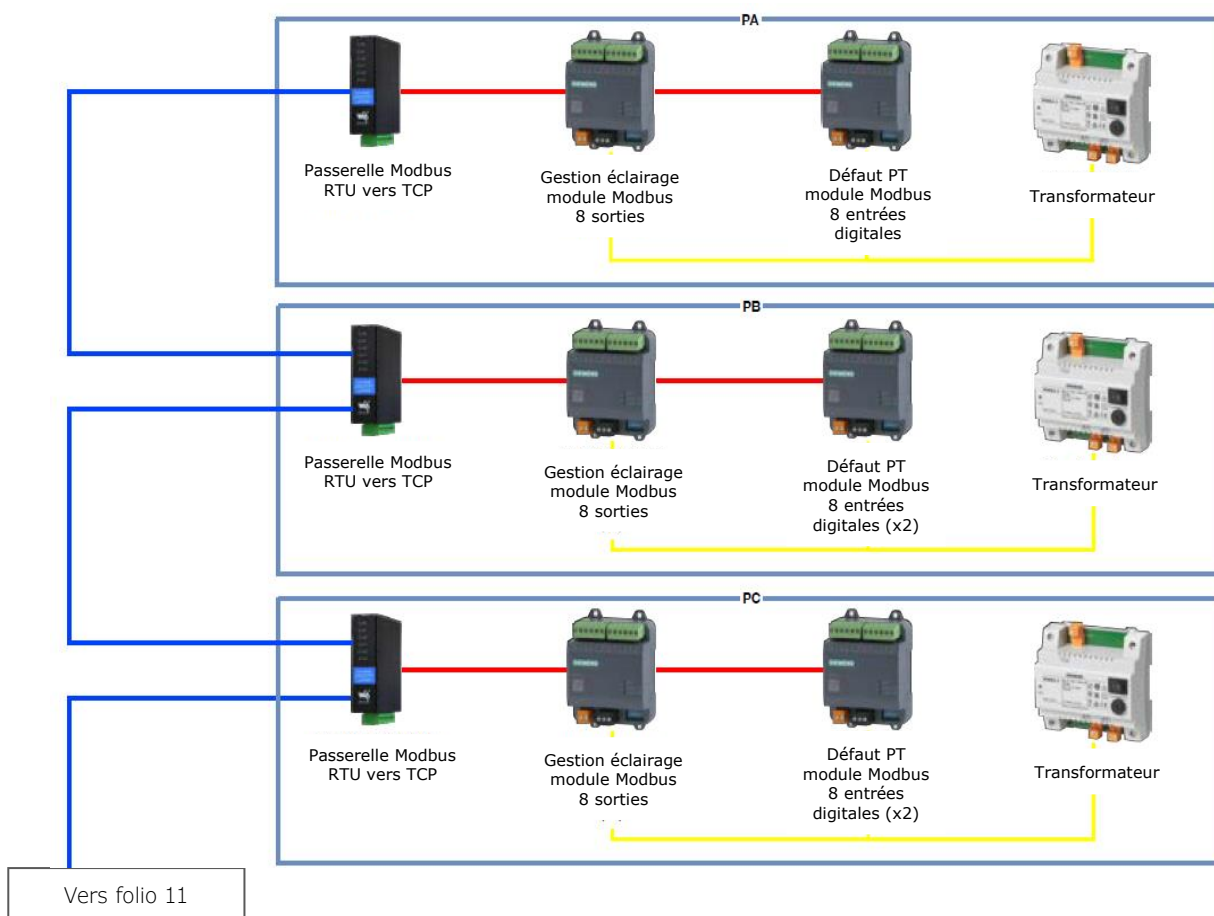 PA
Passerelle Modbus
RTU vers TCP
Gestion éclairage
module Modbus
8 sorties
Défaut PT
module Modbus
8 entrées
digitales
Transformateur
PB
SIEMENS
SIEMENS
Passerelle Modbus
RTU vers TCP
Gestion éclairage
module Modbus
8 sorties
Défaut PT
module Modbus
8 entrées
digitales (x2)
Transformateur
PC
Passerelle Modbus
RTU vers TCP
Gestion éclairage
module Modbus
8 sorties
Défaut PT
module Modbus
8 entrées
digitales (x2)
Transformateur
Vers folio 11